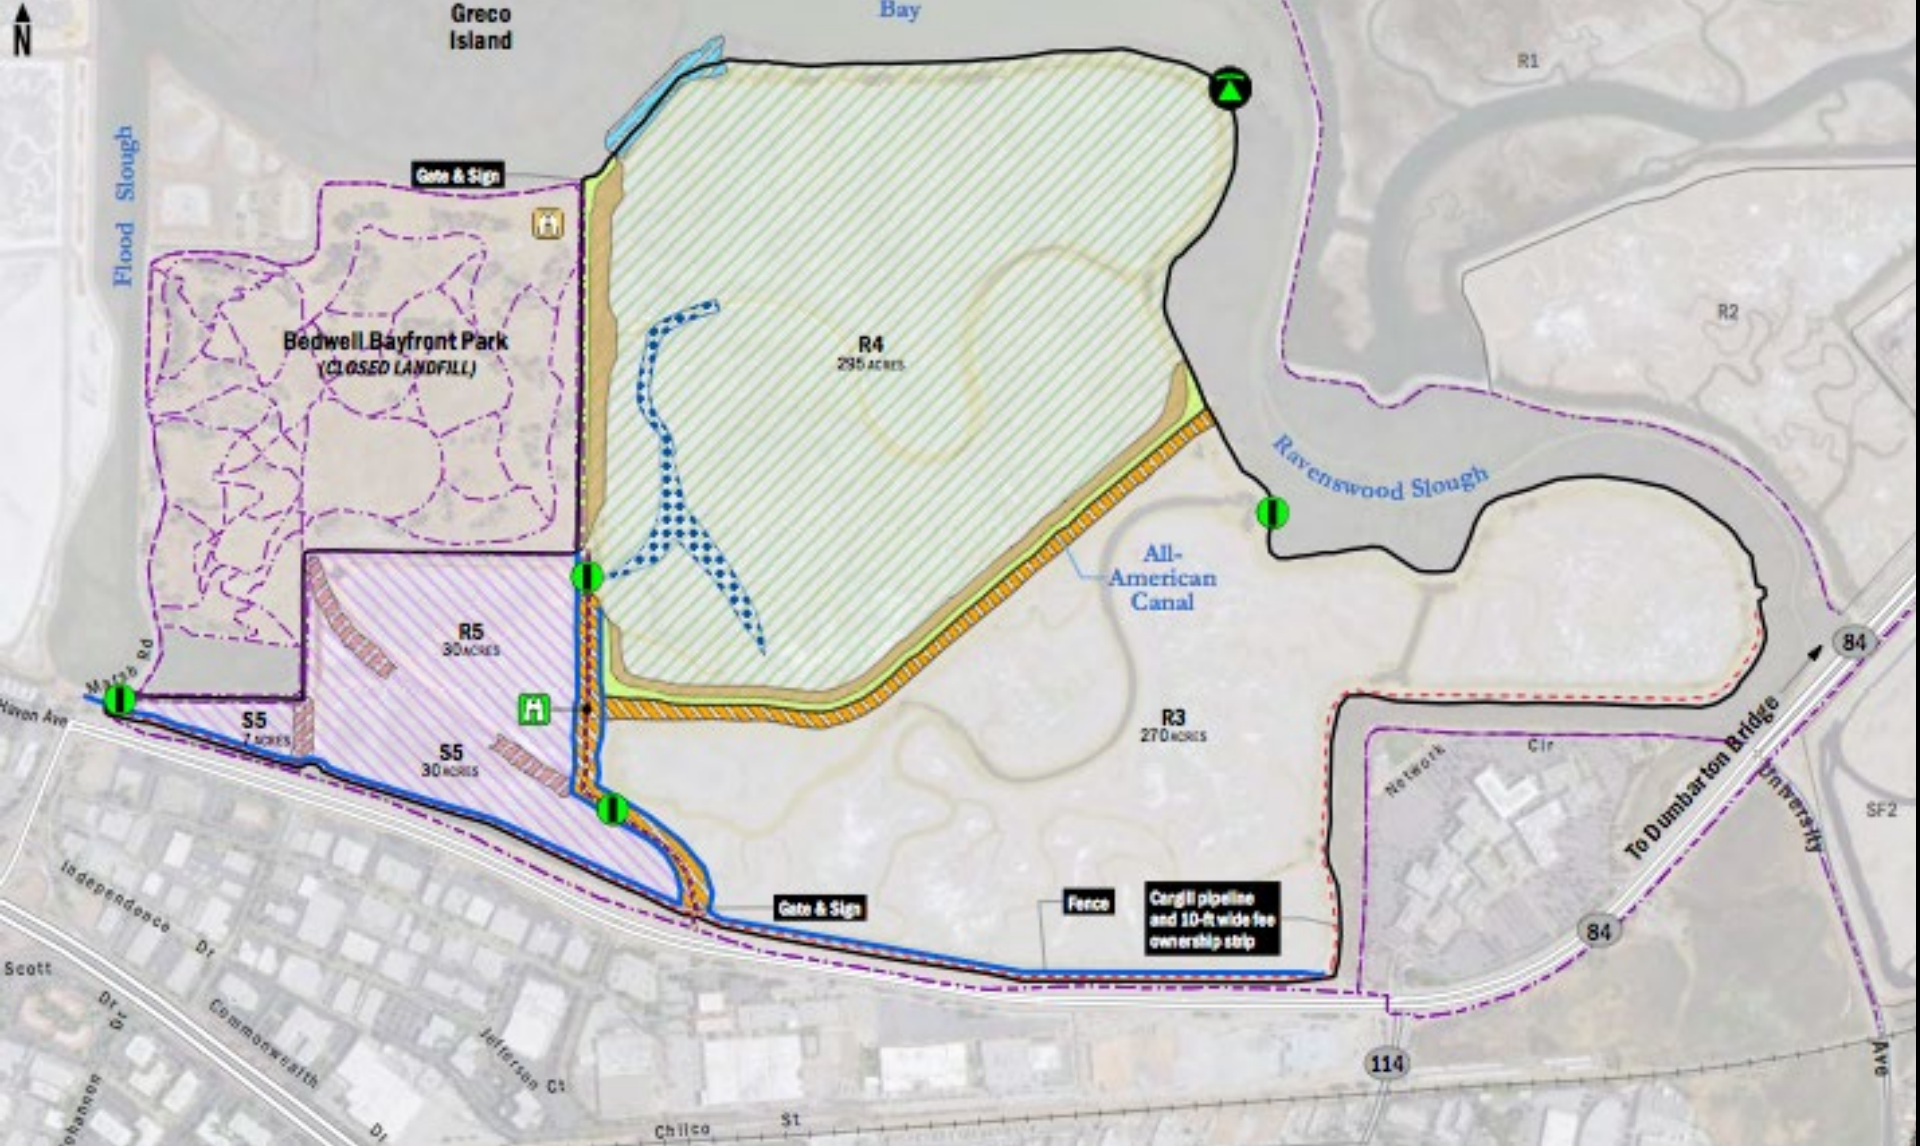 N
Greco
Island
Bay
R1
Flood Slough
Gate & Sign
R2
Bedwell Bayfront Park
(CLOSED LANDFILL)
R4
295 ACRES
Ravenswood Slough
All-
American
Canal
R5
30 ACRES
84
Marsh Rd
Haven Ave
S5
7 ACRES
S5
30 ACRES
R3
270 ACRES
Network Cir
To Dumbarton Bridge
University
SF2
Independence Dr
Gate & Sign
Fence
Cargill pipeline
and 10-ft wide fee
ownership strip
84
Scott
Dr
Dr
Commonwealth
Dr
Jefferson Ct
114
Ave
Chilco St